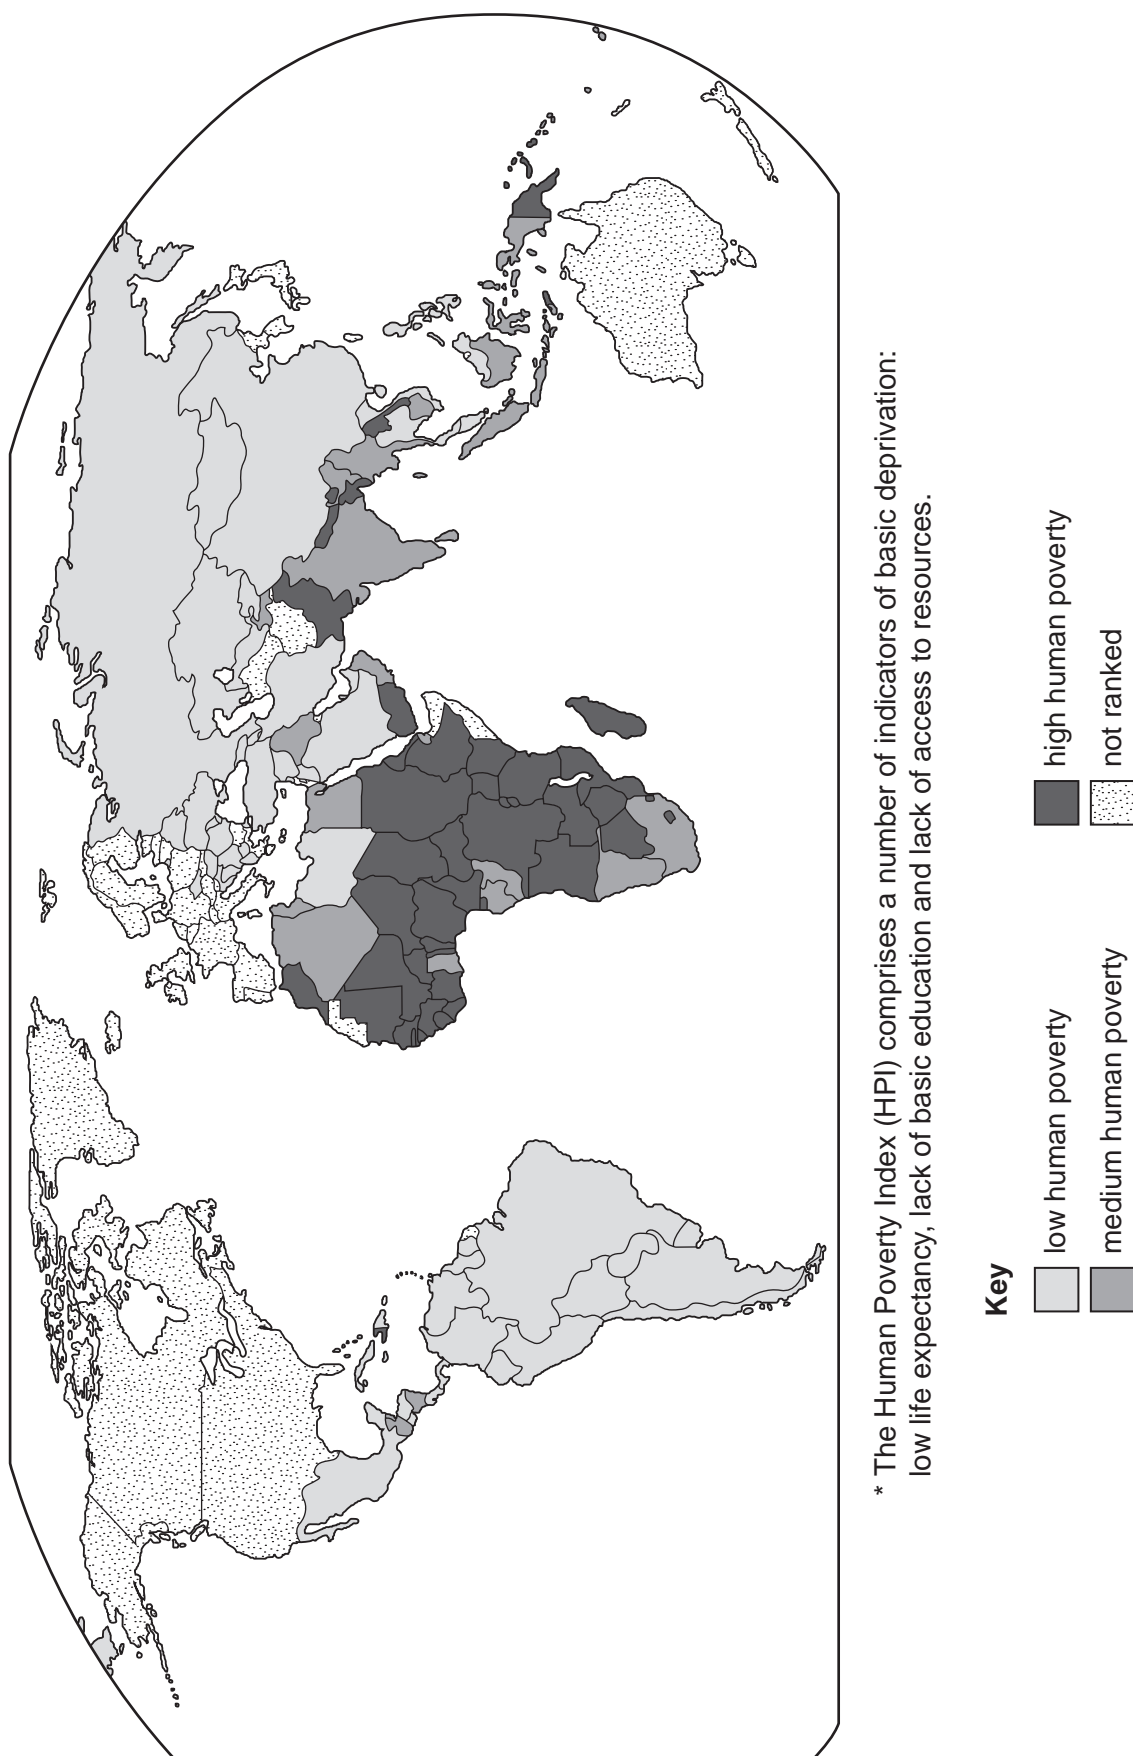 * The Human Poverty Index (HPI) comprises a number of indicators of basic deprivation:
low life expectancy, lack of basic education and lack of access to resources.
Key
low human poverty
high human poverty
medium human poverty
not ranked